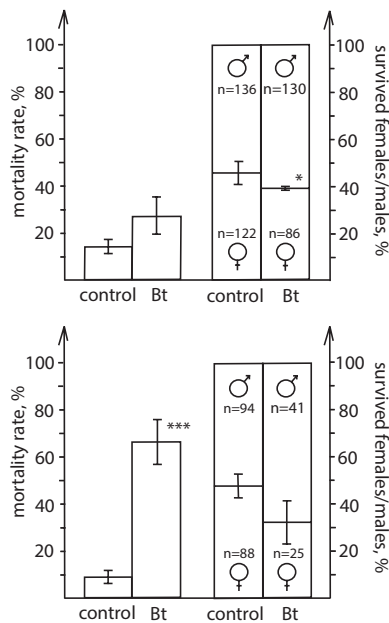 mortality rate, %
100
80
60
40
20
control
Bt
♂ ♂
n=136 n=130
*
n=122 n=86
♀ ♀
control
Bt
100
80
60
40
20
survived females/males, %
mortality rate, %
100
80
60
40
20
***
control
Bt
♂ ♂
n=94 n=41
n=88 n=25
♀ ♀
control
Bt
100
80
60
40
20
survived females/males, %